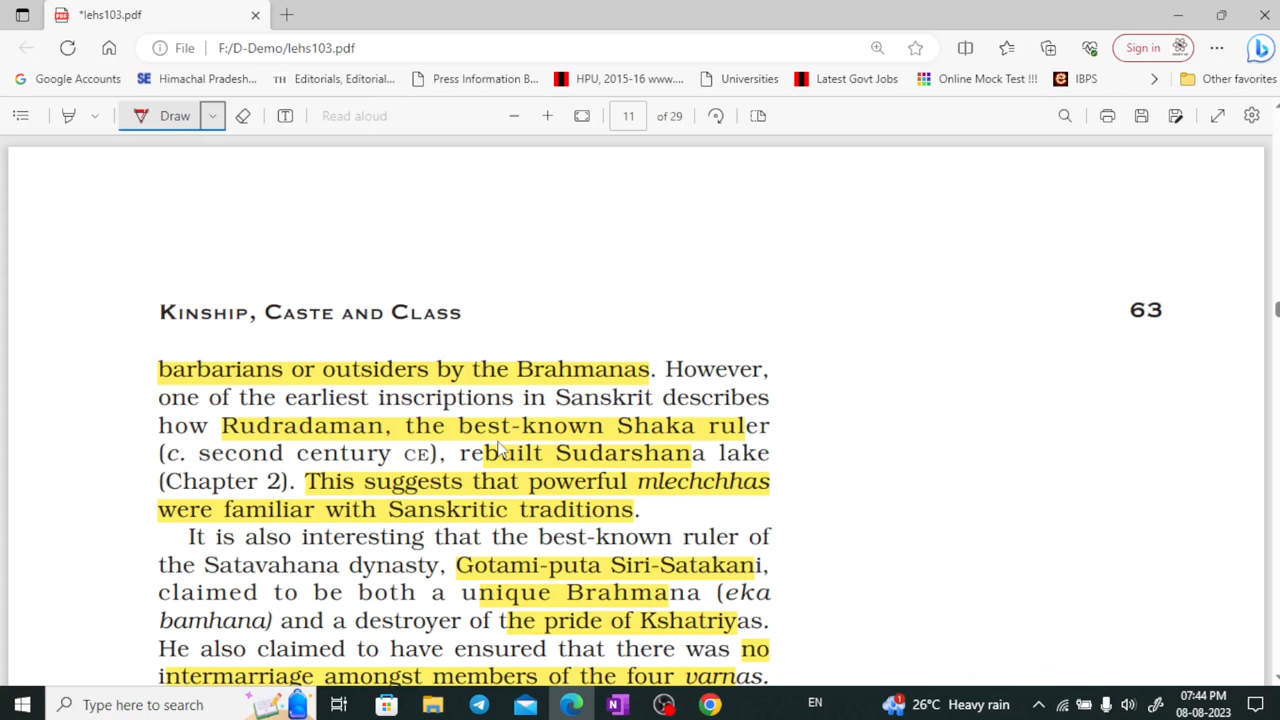 *lehs103.pdf
File F:/D-Demo/lehs103.pdf Sign in
Google Accounts SE Himachal Pradesh... TH Editorials, Editorial... Press Information B... HPU, 2015-16 www.... Universities Latest Govt Jobs Online Mock Test !!! IBPS Other favorites
Draw Read aloud 11 of 29
KINSHIP, CASTE AND CLASS 63
barbarians or outsiders by the Brahmanas. However,
one of the earliest inscriptions in Sanskrit describes
how Rudradaman, the best-known Shaka ruler
(c. second century CE), rebuilt Sudarshana lake
(Chapter 2). This suggests that powerful mlechchhas
were familiar with Sanskritic traditions.
It is also interesting that the best-known ruler of
the Satavahana dynasty, Gotami-puta Siri-Satakani,
claimed to be both a unique Brahmana (eka
bamhana) and a destroyer of the pride of Kshatriyas.
He also claimed to have ensured that there was no
intermarriage amongst members of the four varnas.
Type here to search EN 1 26°C Heavy rain 07:44 PM
08-08-2023